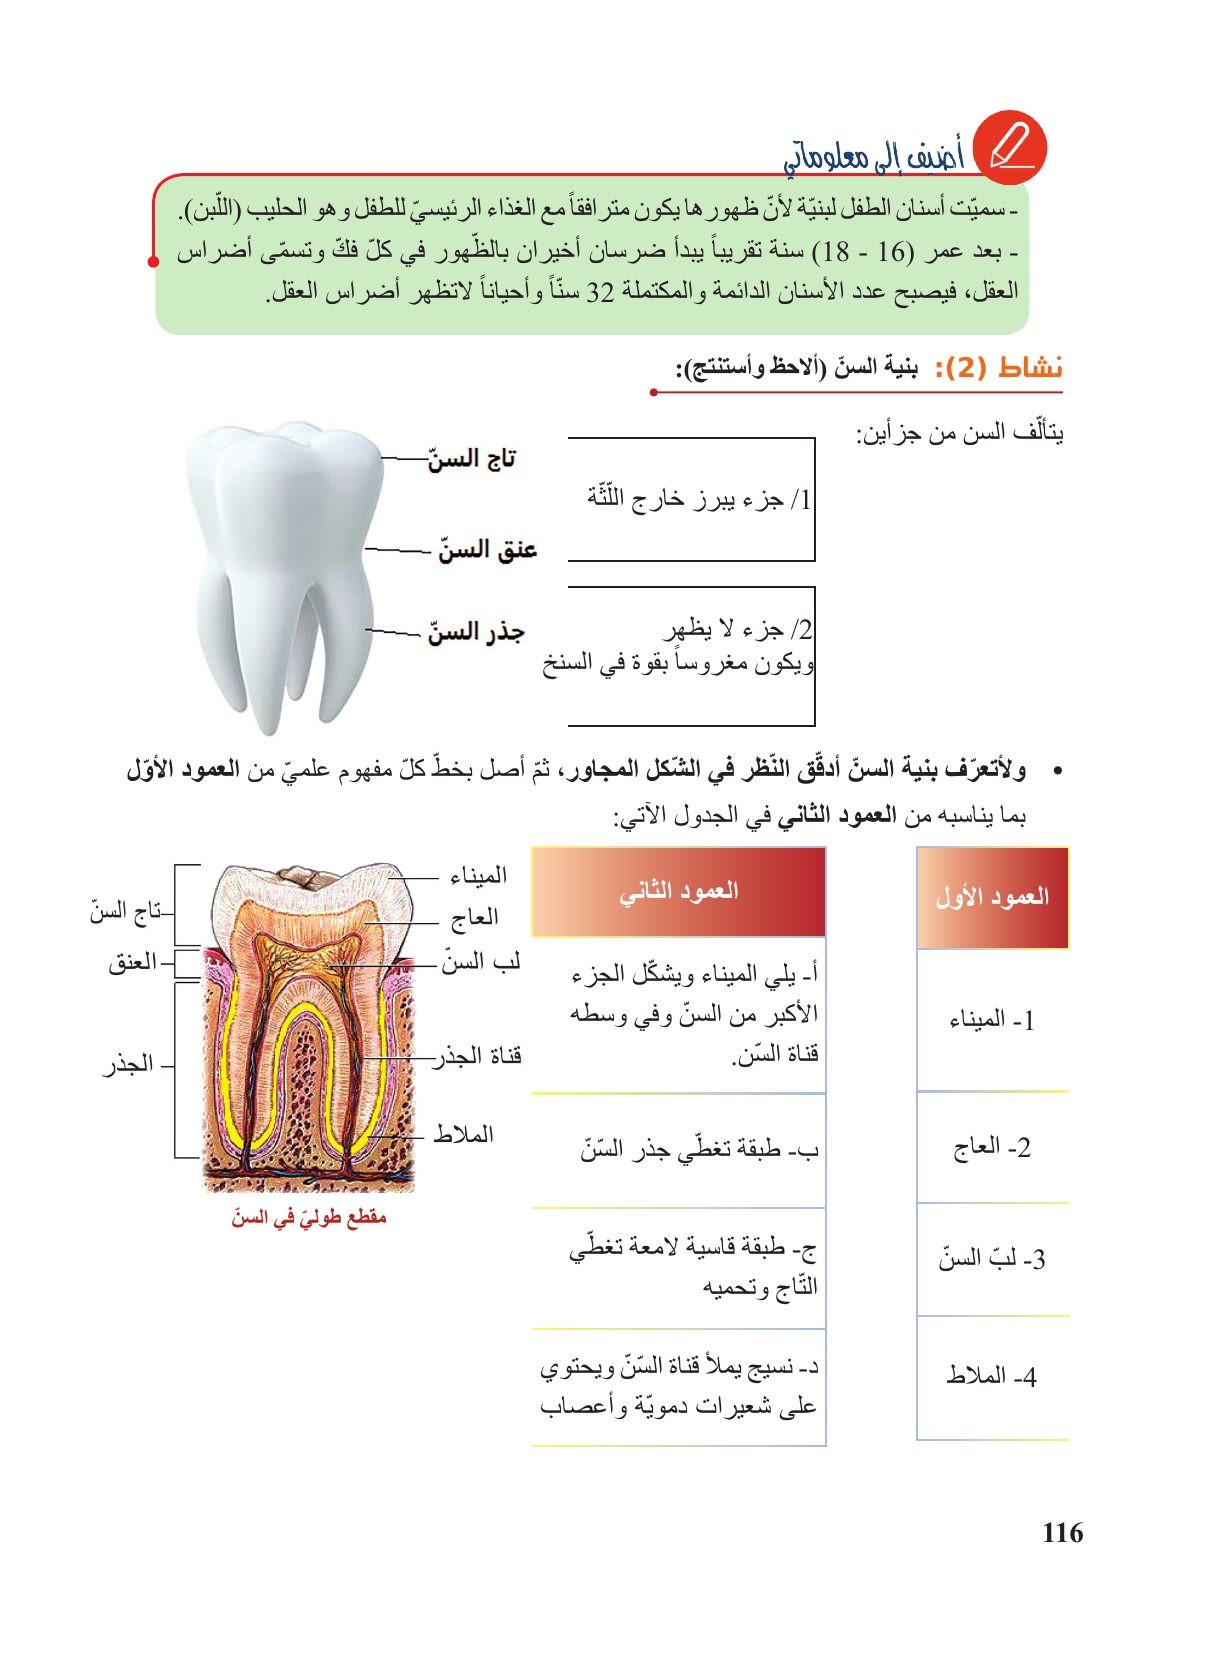 أضيف إلى معلوماتي
- سميّت أسنان الطفل لبنيّة لأنّ ظهورها يكون مترافقاً مع الغذاء الرئيسيّ للطفل وهو الحليب (اللّبن).
- بعد عمر (16 - 18) سنة تقريباً يبدأ ضرسان أخيران بالظّهور في كلّ فكّ وتسمّى أضراس
العقل، فيصبح عدد الأسنان الدائمة والمكتملة 32 سنّاً وأحياناً لاتظهر أضراس العقل.
نشاط (2): بنية السنّ (ألاحظ وأستنتج):
يتألّف السن من جزأين:
1/ جزء يبرز خارج اللّثّة
2/ جزء لا يظهر
ويكون مغروساً بقوة في السنخ
تاج السنّ
عنق السنّ
جذر السنّ
• ولأتعرّف بنية السنّ أدقّق النّظر في الشّكل المجاور، ثمّ أصل بخطّ كلّ مفهوم علميّ من العمود الأوّل
بما يناسبه من العمود الثاني في الجدول الآتي:
العمود الأول
1- الميناء
2- العاج
3- لبّ السنّ
4- الملاط
العمود الثاني
أ- يلي الميناء ويشكّل الجزء
الأكبر من السنّ وفي وسطه
قناة السّن.
ب- طبقة تغطّي جذر السّنّ
ج- طبقة قاسية لامعة تغطّي
التّاج وتحميه
د- نسيج يملأ قناة السّنّ ويحتوي
على شعيرات دمويّة وأعصاب
الميناء
العاج
لب السنّ
قناة الجذر
الملاط
تاج السنّ
العنق
الجذر
مقطع طوليّ في السنّ
116